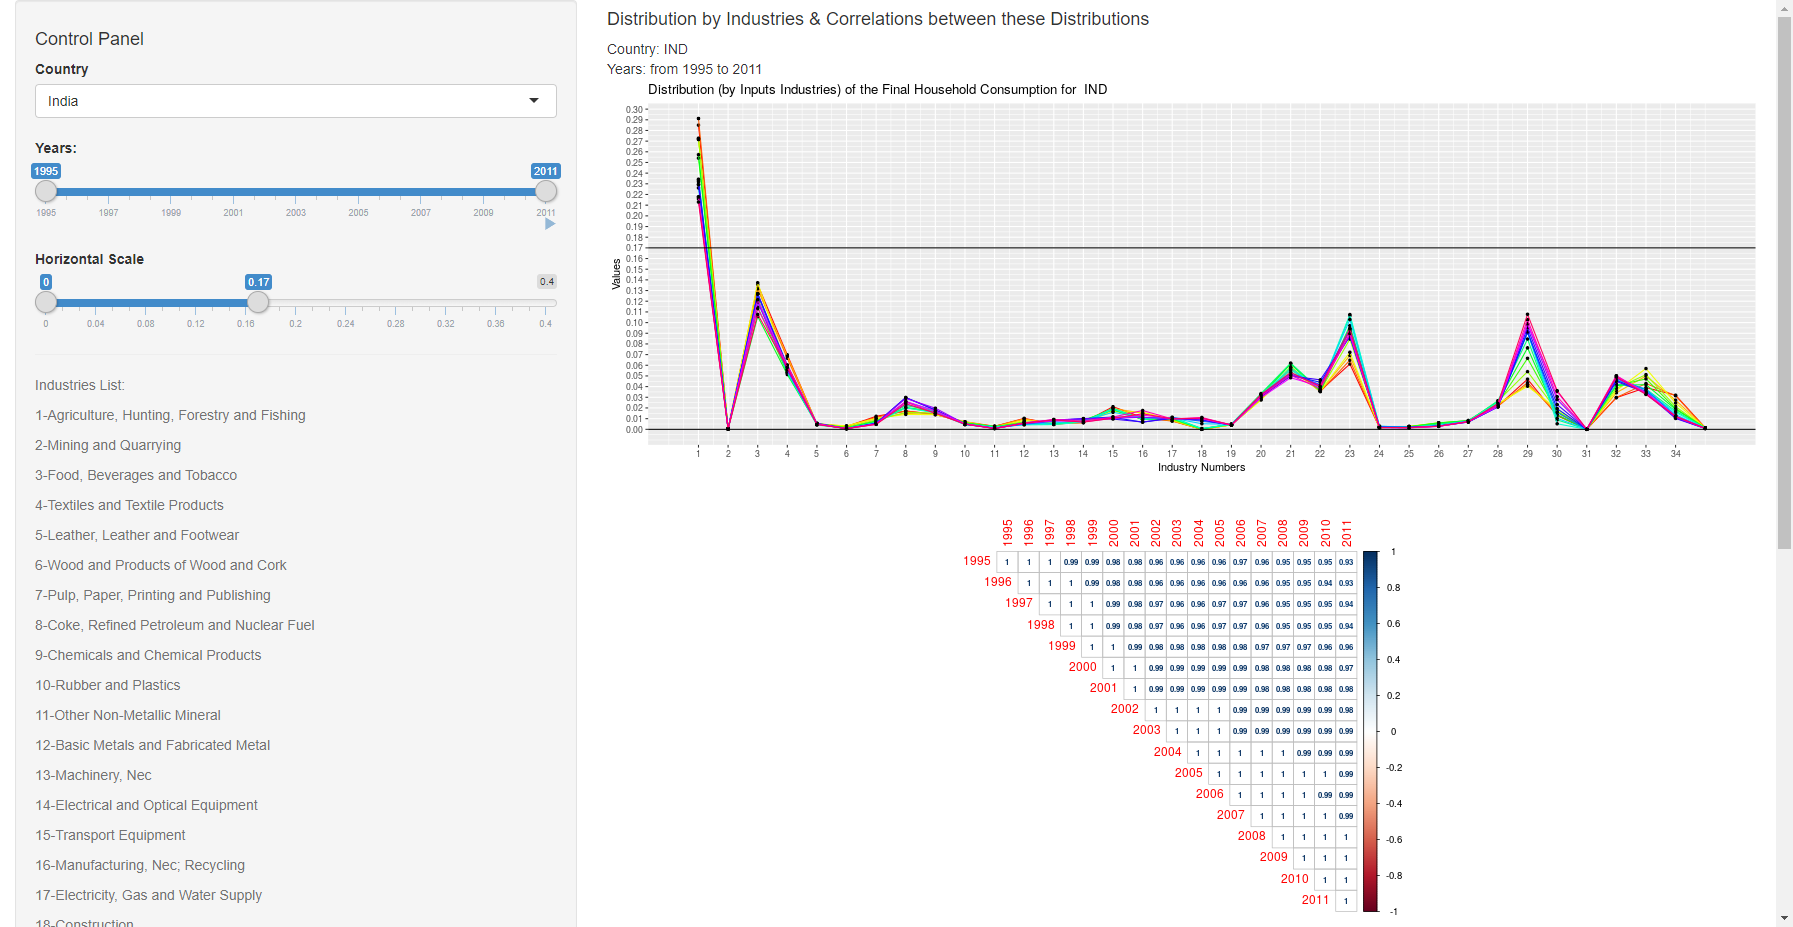 Control Panel
Country
India
Years:
1995 2011
1995 1997 1999 2001 2003 2005 2007 2009 2011
Horizontal Scale
0 0.17 0.4
0 0.04 0.08 0.12 0.16 0.2 0.24 0.28 0.32 0.36 0.4
Industries List:
1-Agriculture, Hunting, Forestry and Fishing
2-Mining and Quarrying
3-Food, Beverages and Tobacco
4-Textiles and Textile Products
5-Leather, Leather and Footwear
6-Wood and Products of Wood and Cork
7-Pulp, Paper, Printing and Publishing
8-Coke, Refined Petroleum and Nuclear Fuel
9-Chemicals and Chemical Products
10-Rubber and Plastics
11-Other Non-Metallic Mineral
12-Basic Metals and Fabricated Metal
13-Machinery, Nec
14-Electrical and Optical Equipment
15-Transport Equipment
16-Manufacturing, Nec; Recycling
17-Electricity, Gas and Water Supply
18-Construction
Distribution by Industries & Correlations between these Distributions
Country: IND
Years: from 1995 to 2011
Distribution (by Inputs Industries) of the Final Household Consumption for IND
Values
0.30
0.29
0.28
0.27
0.26
0.25
0.24
0.23
0.22
0.21
0.20
0.19
0.18
0.17
0.16
0.15
0.14
0.13
0.12
0.11
0.10
0.09
0.08
0.07
0.06
0.05
0.04
0.03
0.02
0.01
0.00
1 2 3 4 5 6 7 8 9 10 11 12 13 14 15 16 17 18 19 20 21 22 23 24 25 26 27 28 29 30 31 32 33 34
Industry Numbers
1995 1996 1997 1998 1999 2000 2001 2002 2003 2004 2005 2006 2007 2008 2009 2010 2011
1995 1 1 1 0.99 0.99 0.98 0.98 0.96 0.96 0.96 0.96 0.97 0.96 0.95 0.95 0.95 0.93
1996 1 1 1 0.99 0.98 0.98 0.96 0.96 0.96 0.96 0.96 0.96 0.95 0.95 0.94 0.93
1997 1 1 1 0.99 0.98 0.97 0.96 0.96 0.97 0.97 0.96 0.95 0.95 0.95 0.94
1998 1 1 0.99 0.98 0.97 0.96 0.96 0.97 0.97 0.96 0.95 0.95 0.95 0.94
1999 1 1 0.99 0.98 0.98 0.98 0.98 0.98 0.97 0.97 0.97 0.96 0.96
2000 1 1 0.99 0.99 0.99 0.99 0.99 0.98 0.98 0.98 0.98 0.97
2001 1 0.99 0.99 0.99 0.99 0.99 0.98 0.98 0.98 0.98 0.98
2002 1 1 1 1 0.99 0.99 0.99 0.99 0.99 0.98
2003 1 1 1 0.99 0.99 0.99 0.99 0.99 0.99
2004 1 1 1 1 1 0.99 0.99 0.99
2005 1 1 1 1 1 1 0.99
2006 1 1 1 1 0.99 0.99
2007 1 1 1 1 0.99
2008 1 1 1 1
2009 1 1 1
2010 1 1
2011 1
1
0.8
0.6
0.4
0.2
0
-0.2
-0.4
-0.6
-0.8
-1